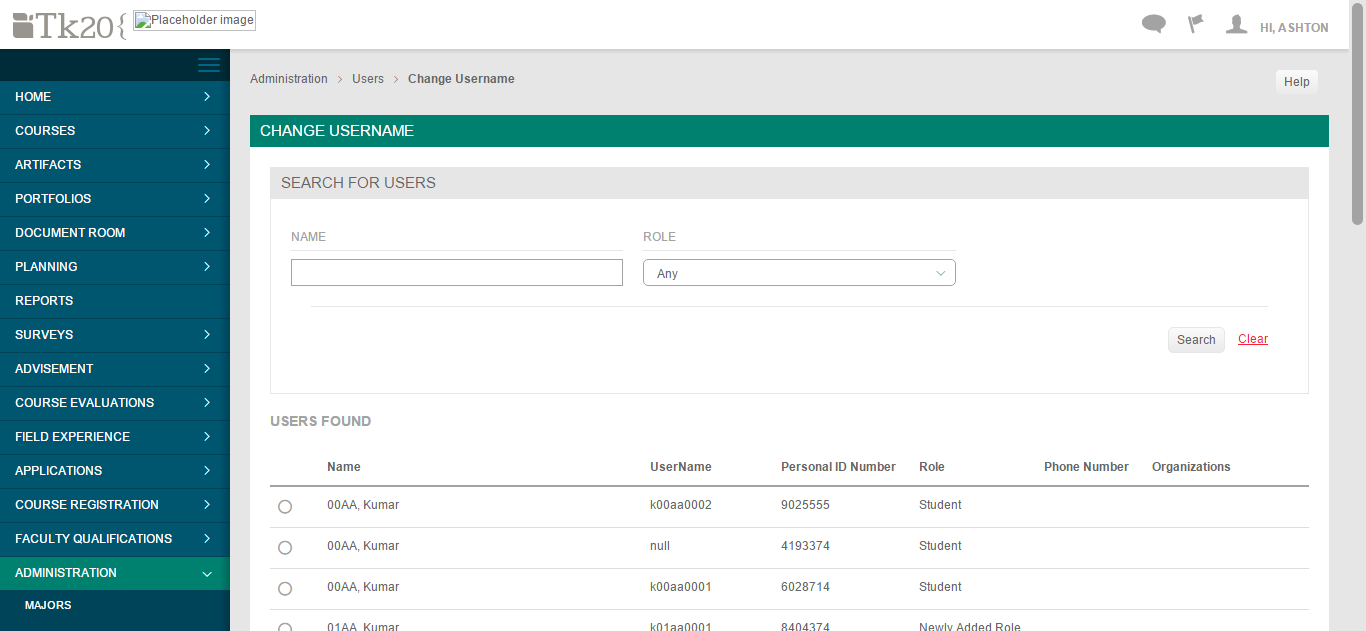 Tk20{ Placeholder image
HI, ASHTON
HOME
COURSES
ARTIFACTS
PORTFOLIOS
DOCUMENT ROOM
PLANNING
REPORTS
SURVEYS
ADVISEMENT
COURSE EVALUATIONS
FIELD EXPERIENCE
APPLICATIONS
COURSE REGISTRATION
FACULTY QUALIFICATIONS
ADMINISTRATION
MAJORS
Administration > Users > Change Username
Help
CHANGE USERNAME
SEARCH FOR USERS
NAME ROLE
Any
Search Clear
USERS FOUND
Name UserName Personal ID Number Role Phone Number Organizations
00AA, Kumar k00aa0002 9025555 Student
00AA, Kumar null 4193374 Student
00AA, Kumar k00aa0001 6028714 Student
01AA, Kumar k01aa0001 8404374 Newly Added Role